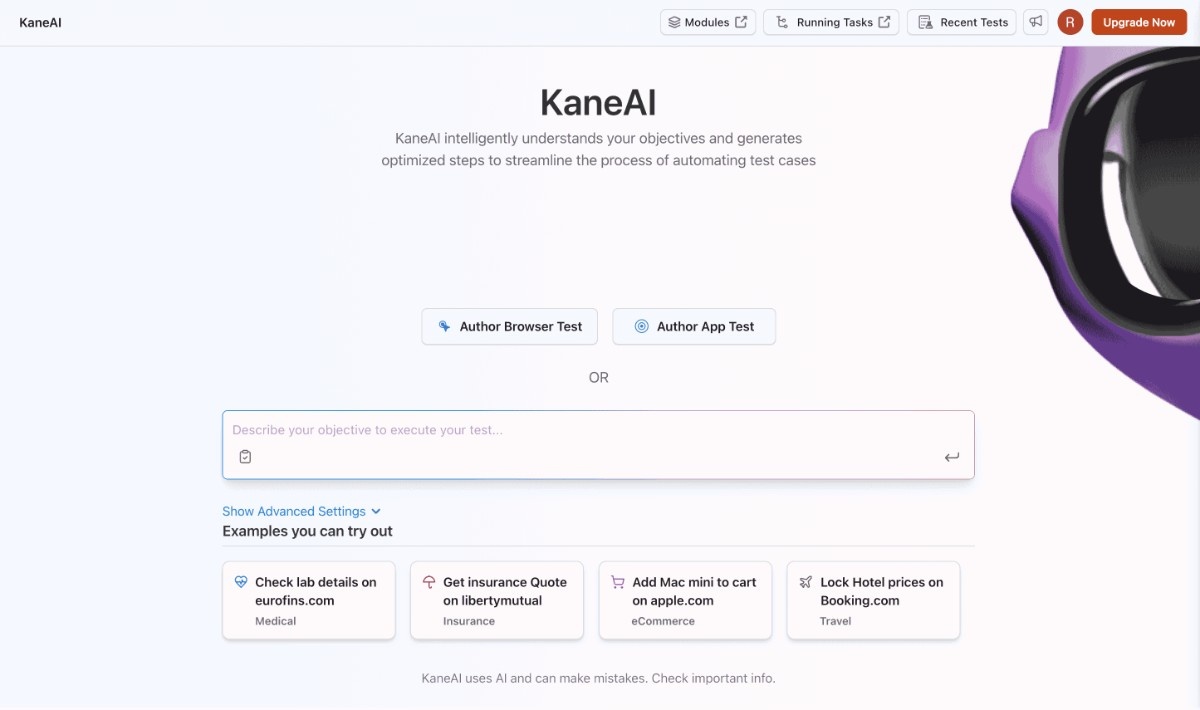 KaneAI
Modules
Running Tasks
Recent Tests
R
Upgrade Now
KaneAI
KaneAI intelligently understands your objectives and generates
optimized steps to streamline the process of automating test cases
Author Browser Test
Author App Test
OR
Describe your objective to execute your test...
Show Advanced Settings
Examples you can try out
Check lab details on
eurofins.com
Medical
Get insurance Quote
on libertymutual
Insurance
Add Mac mini to cart
on apple.com
eCommerce
Lock Hotel prices on
Booking.com
Travel
KaneAI uses AI and can make mistakes. Check important info.